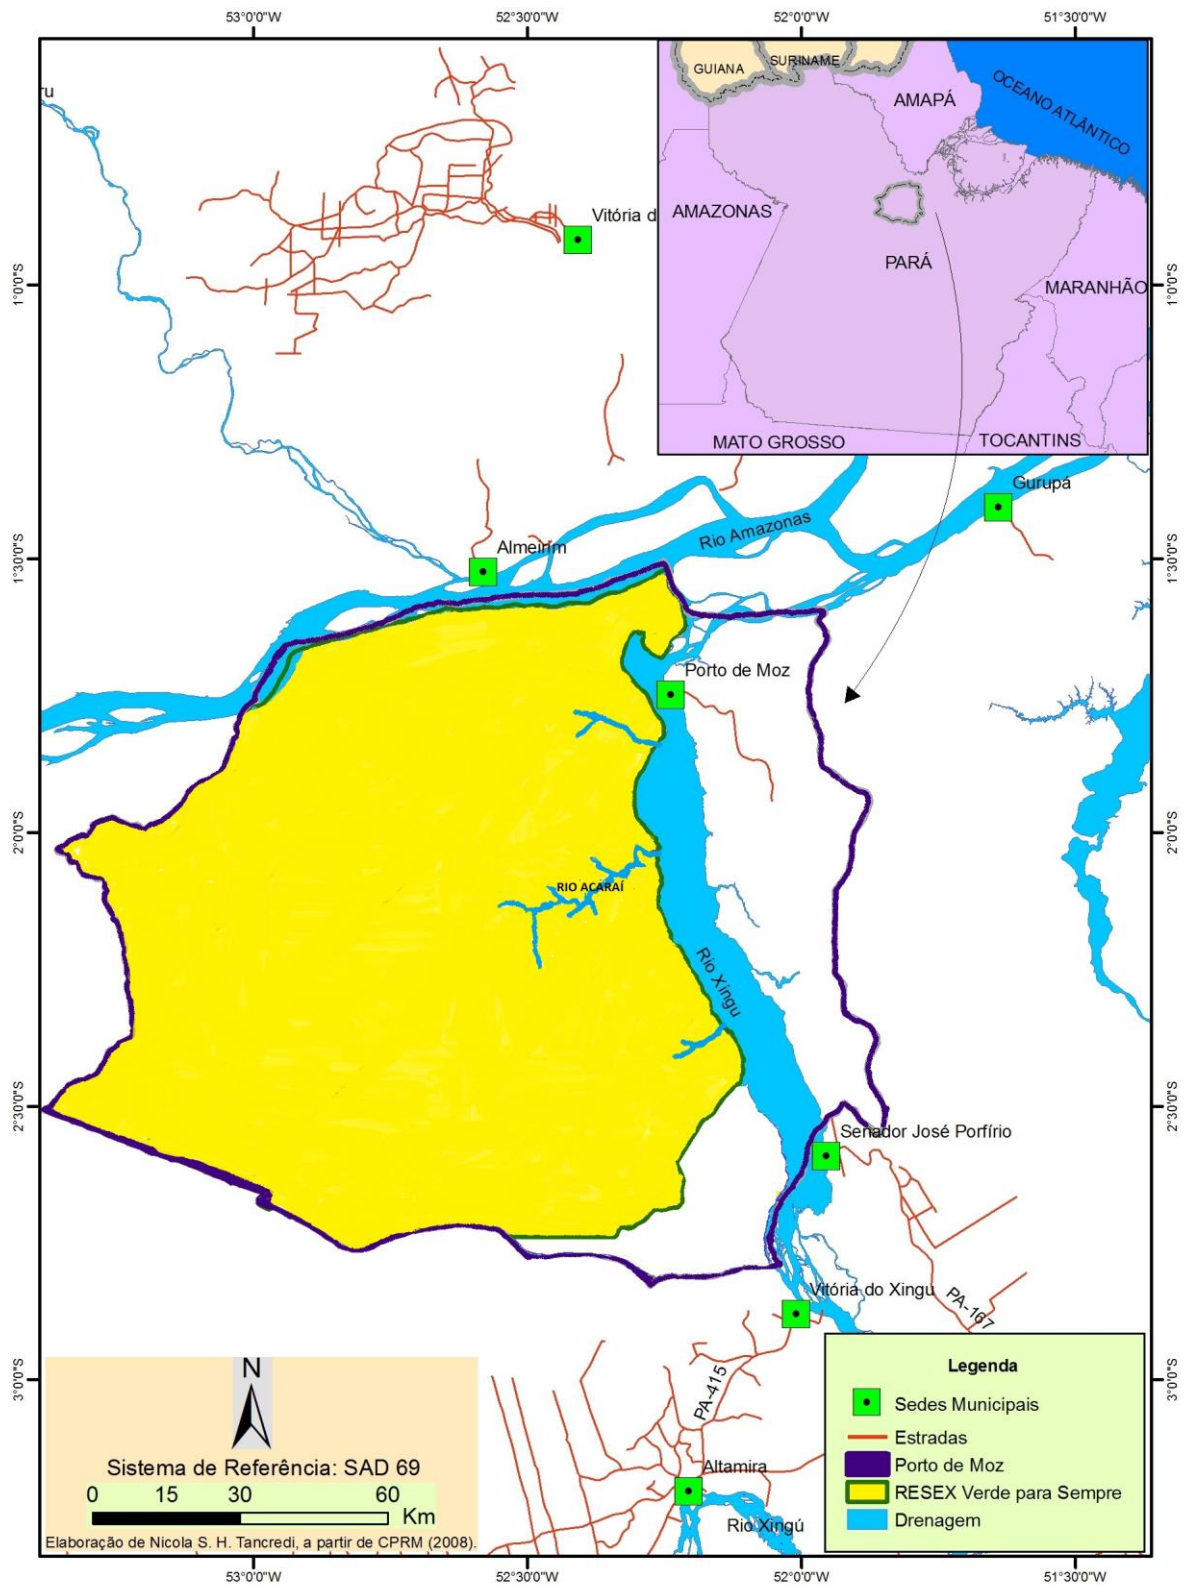 53°0'0"W
52°30'0"W
52°0'0"W
51°30'0"W
ru
GUIANA
SURINAME
AMAPÁ
OCEANO ATLÂNTICO
AMAZONAS
PARÁ
MARANHÃO
MATO GROSSO
TOCANTINS
Vitória d
1°0'0"S
1°0'0"S
Gurupá
Rio Amazonas
Almeirim
1°30'0"S
1°30'0"S
Porto de Moz
2°0'0"S
2°0'0"S
RIO ACARAÍ
Rio Xingu
2°30'0"S
2°30'0"S
Senador José Porfírio
Vitória do Xingu
PA-167
PA-415
3°0'0"S
3°0'0"S
Altamira
Rio Xingú
N
Sistema de Referência: SAD 69
0 15 30 60
Km
Elaboração de Nicola S. H. Tancredi, a partir de CPRM (2008).
Legenda
Sedes Municipais
Estradas
Porto de Moz
RESEX Verde para Sempre
Drenagem
53°0'0"W
52°30'0"W
52°0'0"W
51°30'0"W